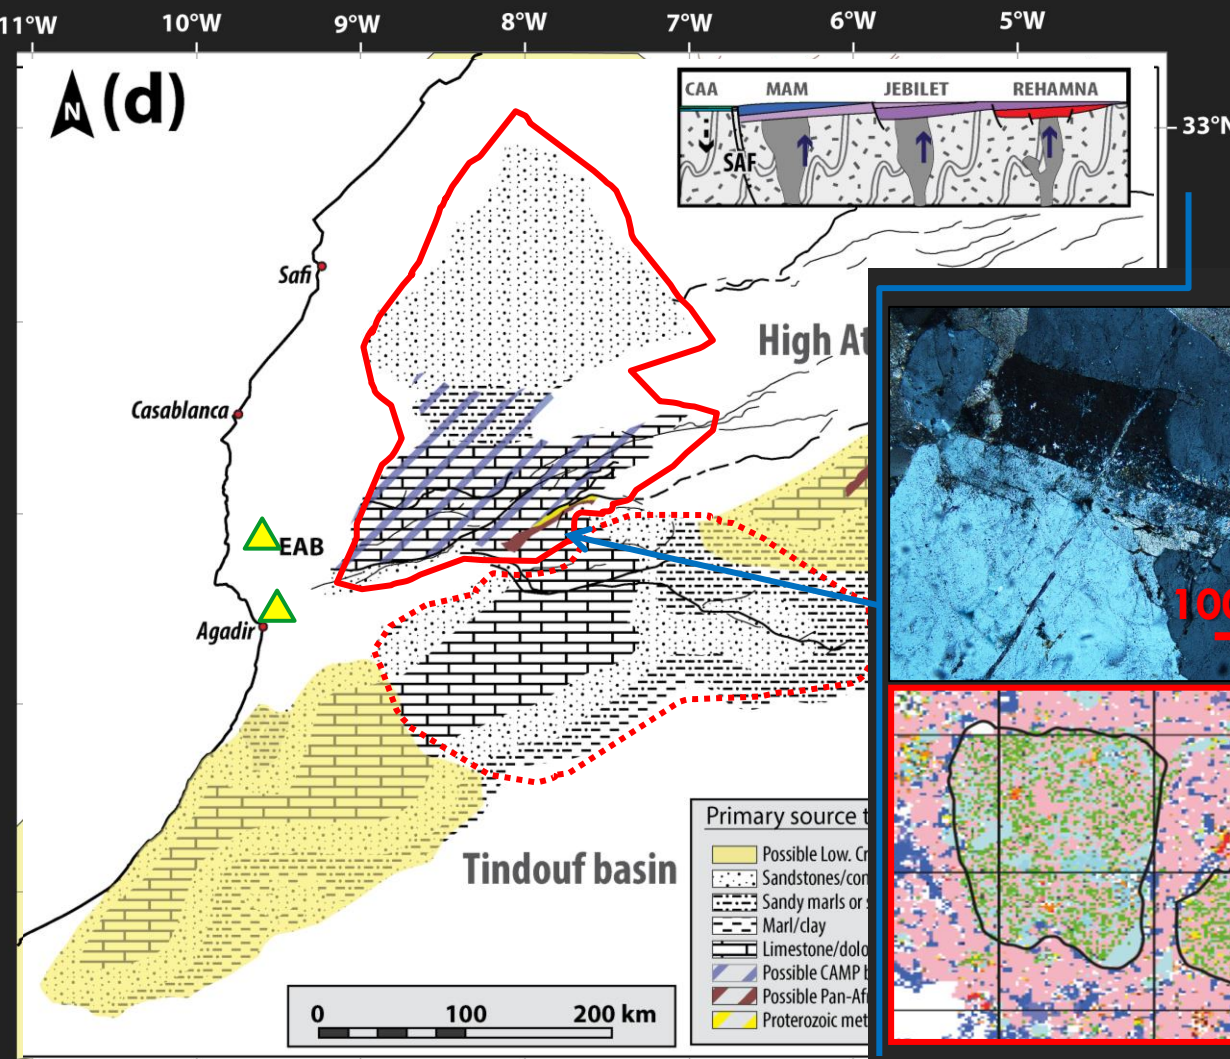 11°W 10°W 9°W 8°W 7°W 6°W 5°W
N (d)
CAA MAM JEBILET REHAMNA
SAF
33°N
Safi
High At
Casablanca
EAB
Agadir
100
Tindouf basin
Primary source t
Possible Low. Cr
Sandstones/con
Sandy marls or s
Marl/clay
Limestone/dolo
Possible CAMP b
Possible Pan-Afr
Proterozoic met
0 100 200 km